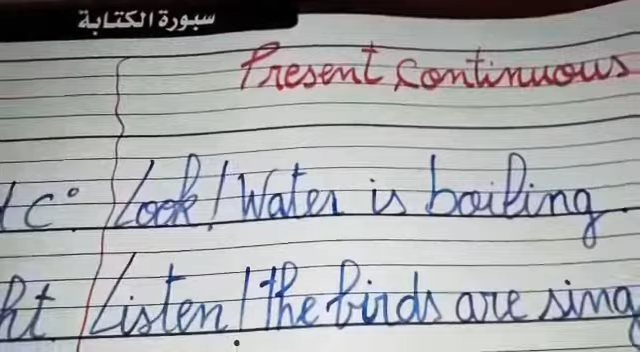 سبورة الكتابة
Present continuous
c°. Look! Water is boiling.
Listen! the birds are